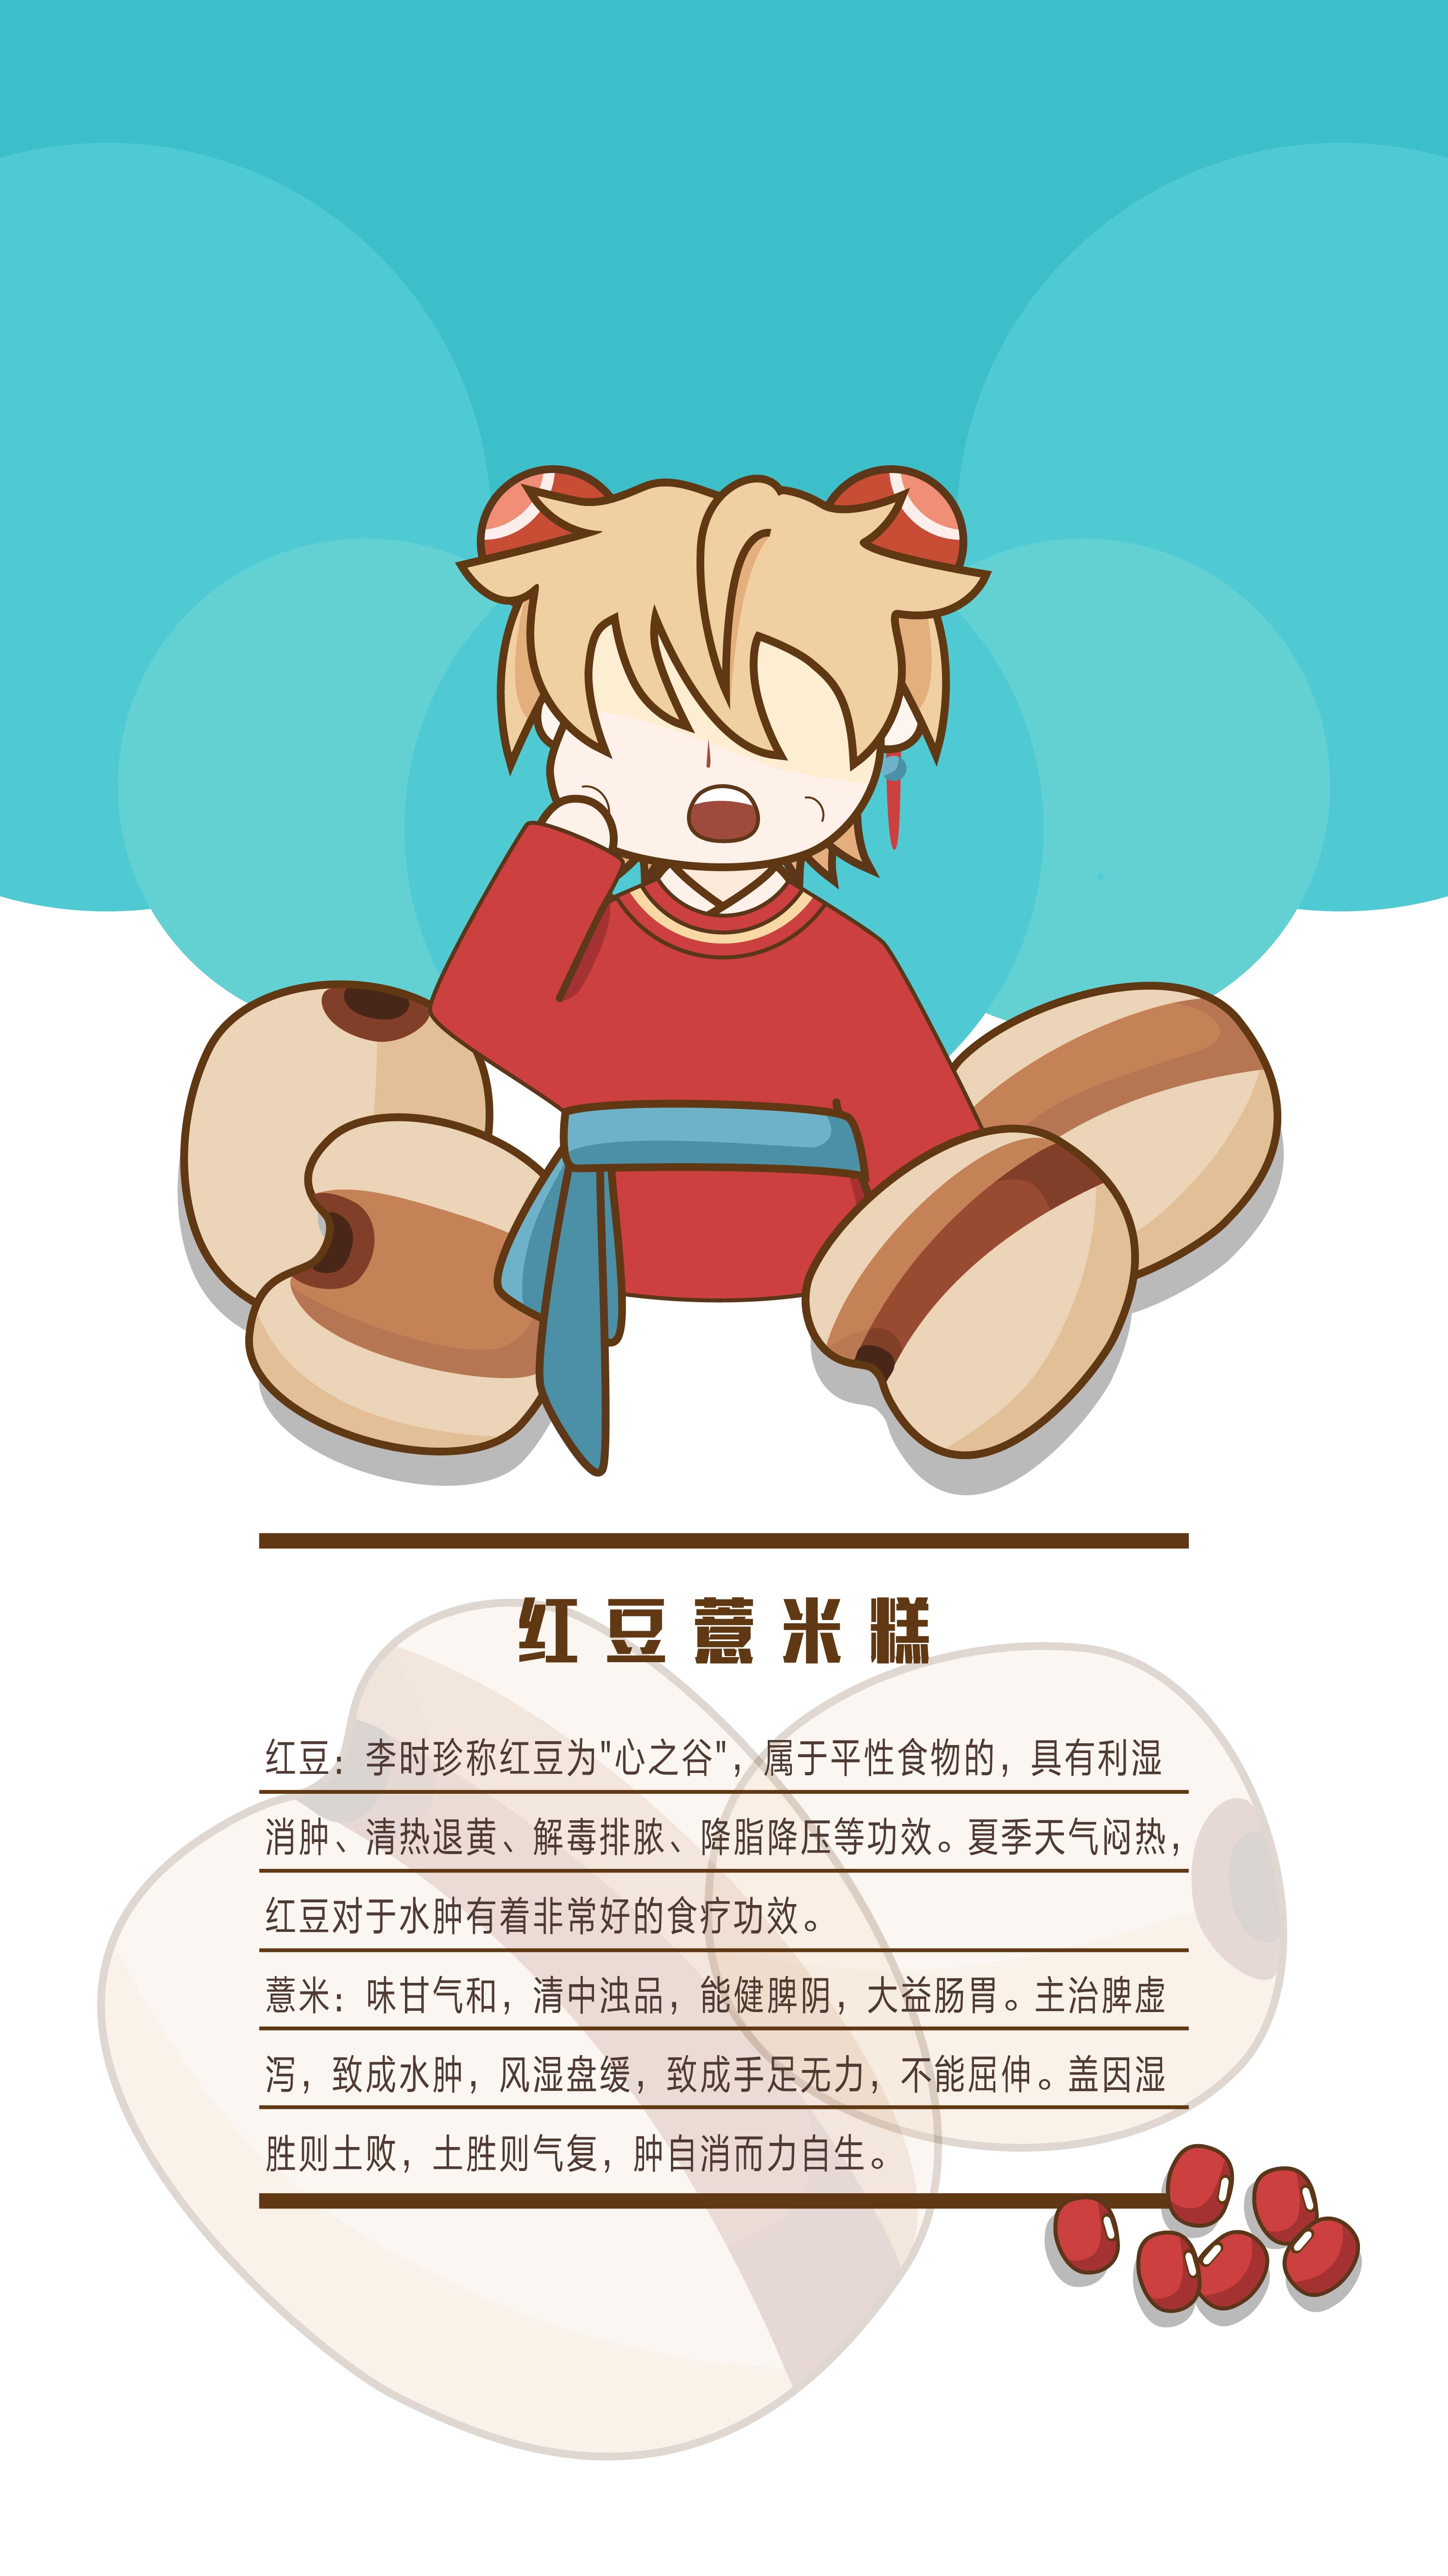 红豆薏米糕
红豆：李时珍称红豆为"心之谷"，属于平性食物的，具有利湿
消肿、清热退黄、解毒排脓、降脂降压等功效。夏季天气闷热，
红豆对于水肿有着非常好的食疗功效。
薏米：味甘气和，清中浊品，能健脾阴，大益肠胃。主治脾虚
泻，致成水肿，风湿盘缓，致成手足无力，不能屈伸。盖因湿
胜则土败，土胜则气复，肿自消而力自生。